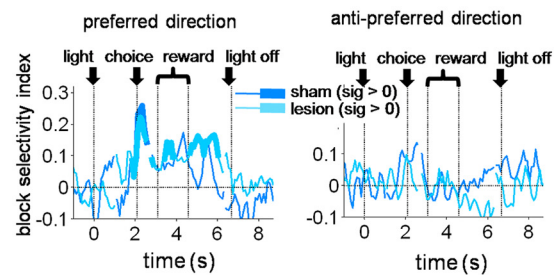 preferred direction
anti-preferred direction
light choice reward light off
light choice reward light off
sham (sig > 0)
lesion (sig > 0)
block selectivity index
0.3
0.2
0.1
0
-0.1
0.1
0
-0.1
0 2 4 6 8
0 2 4 6 8
time (s)
time (s)